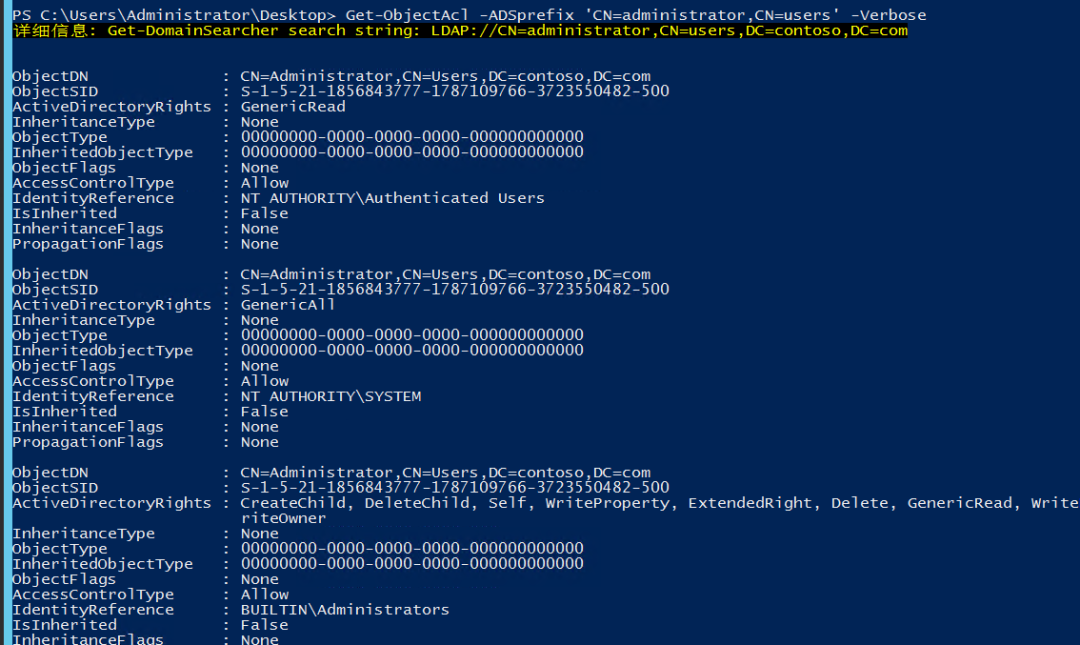 PS C:\Users\Administrator\Desktop> Get-ObjectAcl -ADSprefix 'CN=administrator,CN=users' -Verbose
详细信息: Get-DomainSearcher search string: LDAP://CN=administrator,CN=users,DC=contoso,DC=com
ObjectDN : CN=Administrator,CN=Users,DC=contoso,DC=com
ObjectSID : S-1-5-21-1856843777-1787109766-3723550482-500
ActiveDirectoryRights : GenericRead
InheritanceType : None
ObjectType : 00000000-0000-0000-0000-000000000000
InheritedObjectType : 00000000-0000-0000-0000-000000000000
ObjectFlags : None
AccessControlType : Allow
IdentityReference : NT AUTHORITY\Authenticated Users
IsInherited : False
InheritanceFlags : None
PropagationFlags : None
ObjectDN : CN=Administrator,CN=Users,DC=contoso,DC=com
ObjectSID : S-1-5-21-1856843777-1787109766-3723550482-500
ActiveDirectoryRights : GenericAll
InheritanceType : None
ObjectType : 00000000-0000-0000-0000-000000000000
InheritedObjectType : 00000000-0000-0000-0000-000000000000
ObjectFlags : None
AccessControlType : Allow
IdentityReference : NT AUTHORITY\SYSTEM
IsInherited : False
InheritanceFlags : None
PropagationFlags : None
ObjectDN : CN=Administrator,CN=Users,DC=contoso,DC=com
ObjectSID : S-1-5-21-1856843777-1787109766-3723550482-500
ActiveDirectoryRights : CreateChild, DeleteChild, Self, WriteProperty, ExtendedRight, Delete, GenericRead, Write
riteOwner
InheritanceType : None
ObjectType : 00000000-0000-0000-0000-000000000000
InheritedObjectType : 00000000-0000-0000-0000-000000000000
ObjectFlags : None
AccessControlType : Allow
IdentityReference : BUILTIN\Administrators
IsInherited : False
InheritanceFlags : None